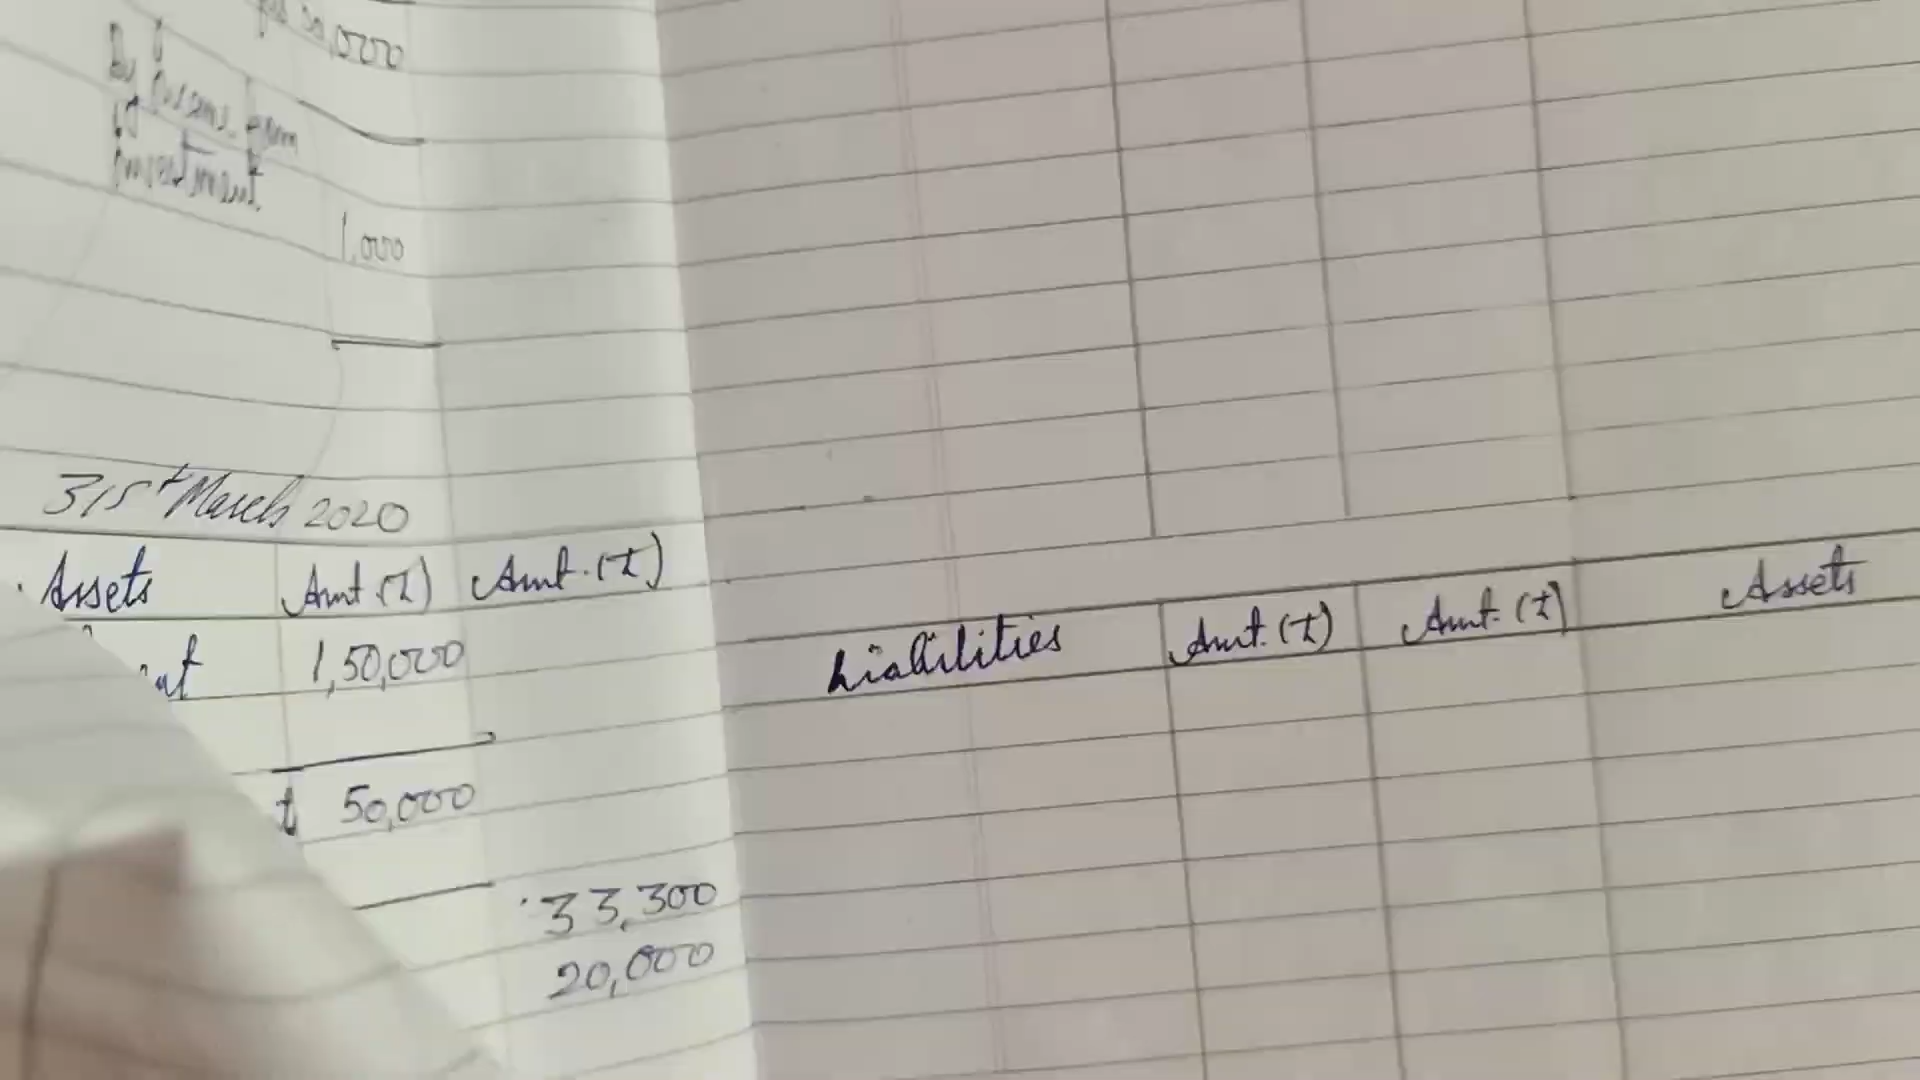 00,000
By
Income from
Investment
1,000
31st March 2020
Assets Amt (₹) Amt. (₹)
1,50,000
50,000
33,300
20,000
Liabilities Amt. (₹) Amt. (₹) Assets